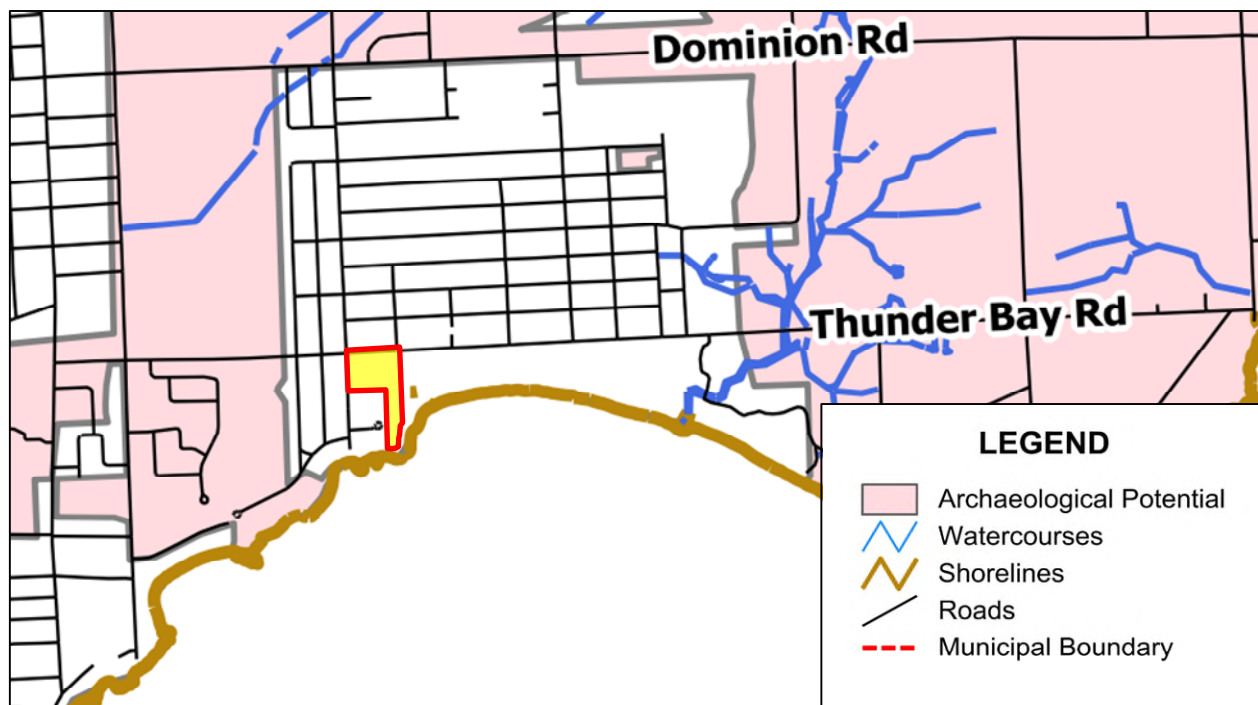 Dominion Rd
Thunder Bay Rd
LEGEND
Archaeological Potential
Watercourses
Shorelines
Roads
Municipal Boundary